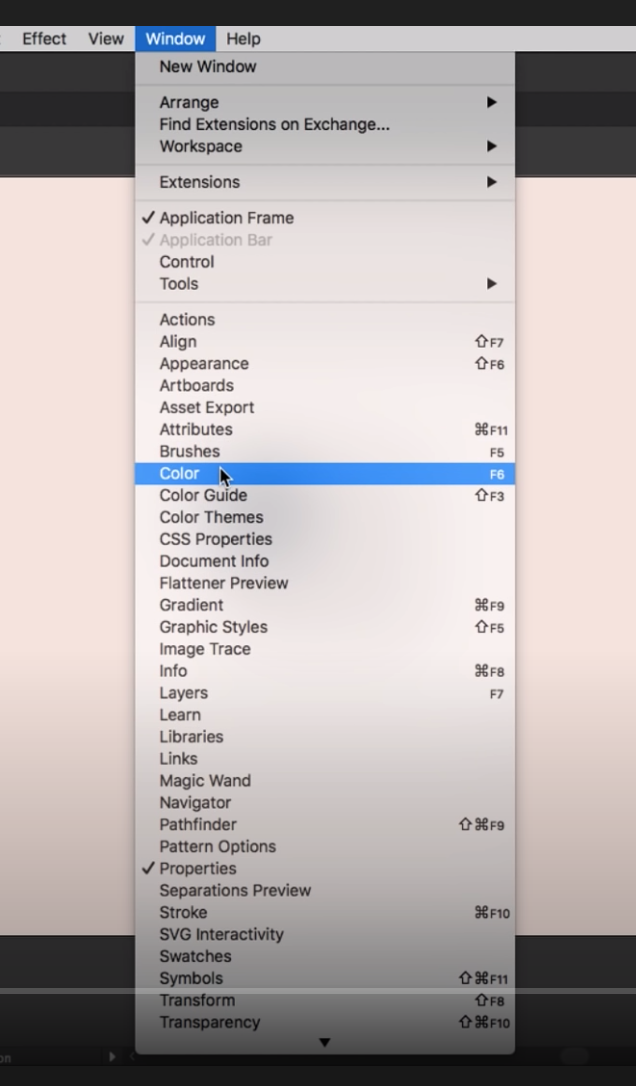 Effect View Window Help
New Window
Arrange ▶
Find Extensions on Exchange...
Workspace ▶
Extensions ▶
✓ Application Frame
✓ Application Bar
Control
Tools ▶
Actions
Align ⇧F7
Appearance ⇧F6
Artboards
Asset Export
Attributes ⌘F11
Brushes F5
Color F6
Color Guide ⇧F3
Color Themes
CSS Properties
Document Info
Flattener Preview
Gradient ⌘F9
Graphic Styles ⇧F5
Image Trace
Info ⌘F8
Layers F7
Learn
Libraries
Links
Magic Wand
Navigator
Pathfinder ⇧⌘F9
Pattern Options
✓ Properties
Separations Preview
Stroke ⌘F10
SVG Interactivity
Swatches
Symbols ⇧⌘F11
Transform ⇧F8
Transparency ⇧⌘F10